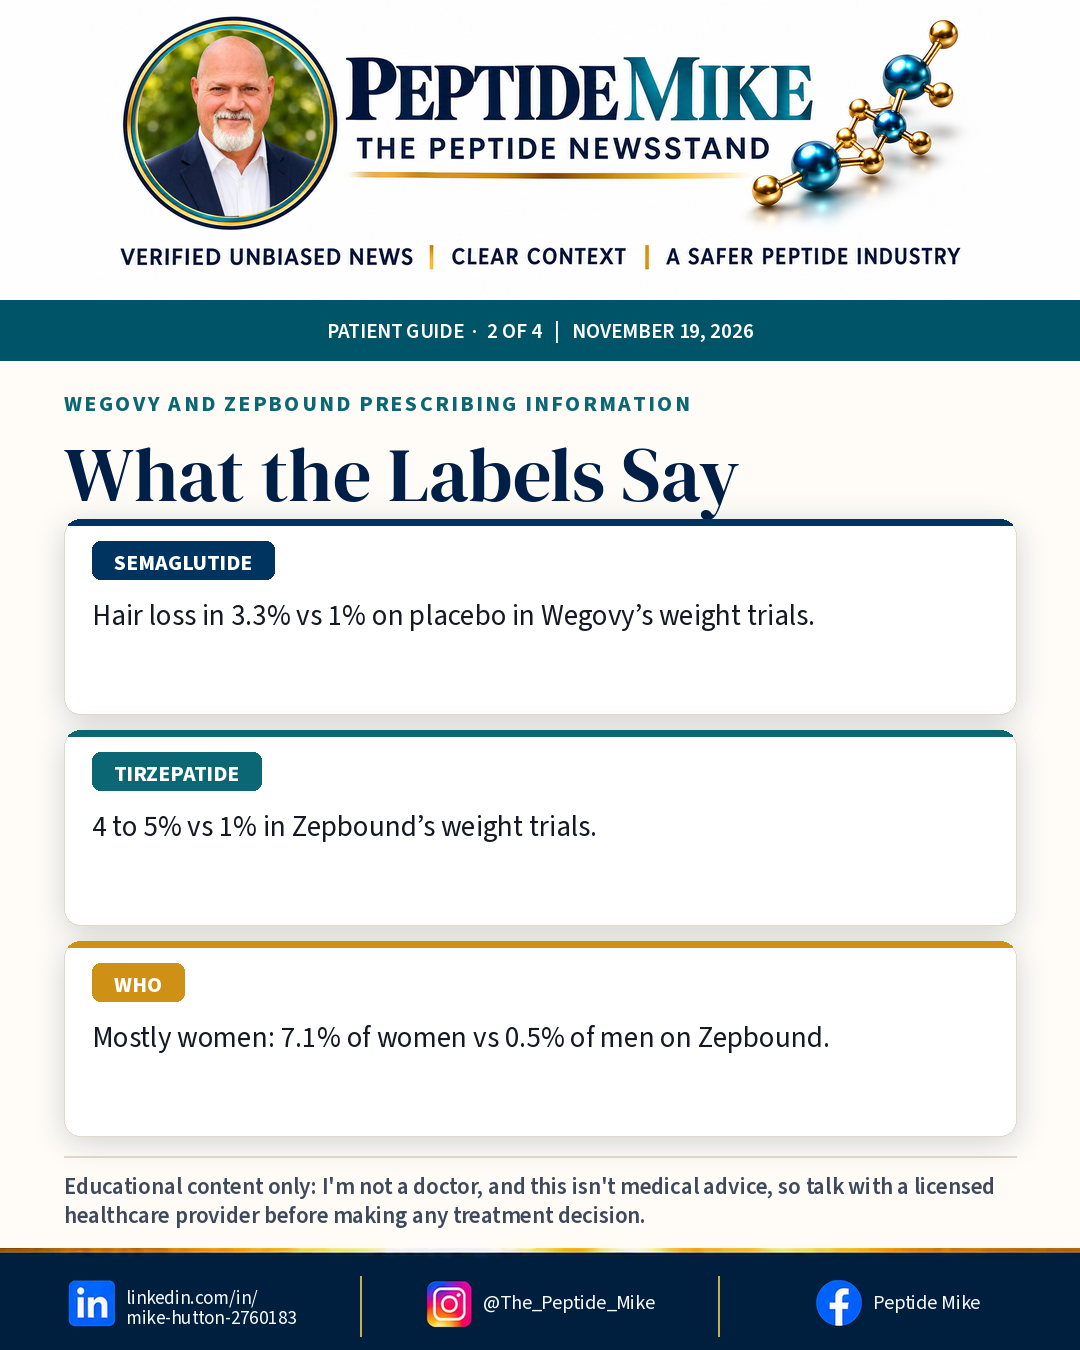 PEPTIDEMIKE
THE PEPTIDE NEWSSTAND
VERIFIED UNBIASED NEWS | CLEAR CONTEXT | A SAFER PEPTIDE INDUSTRY
PATIENT GUIDE · 2 OF 4 | NOVEMBER 19, 2026
WEGOVY AND ZEPBOUND PRESCRIBING INFORMATION
What the Labels Say
SEMAGLUTIDE
Hair loss in 3.3% vs 1% on placebo in Wegovy’s weight trials.
TIRZEPATIDE
4 to 5% vs 1% in Zepbound’s weight trials.
WHO
Mostly women: 7.1% of women vs 0.5% of men on Zepbound.
Educational content only: I'm not a doctor, and this isn't medical advice, so talk with a licensed
healthcare provider before making any treatment decision.
linkedin.com/in/
mike-hutton-2760183
@The_Peptide_Mike
Peptide Mike